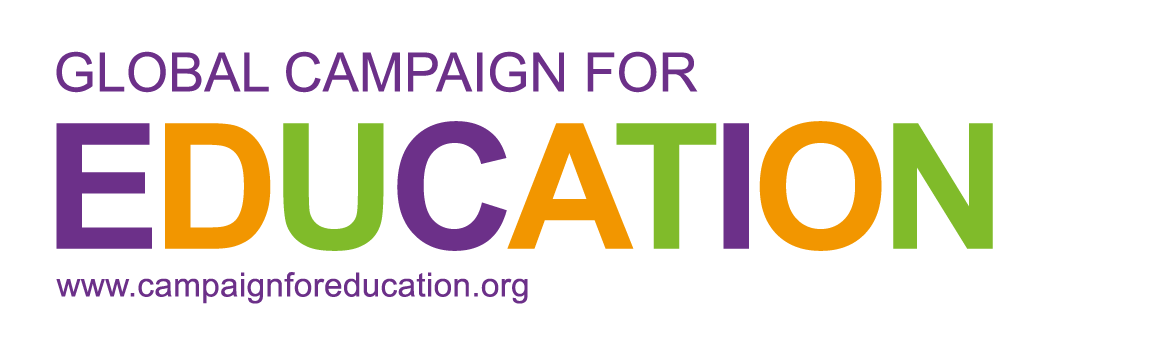 GLOBAL CAMPAIGN FOR
EDUCATION
www.campaignforeducation.org